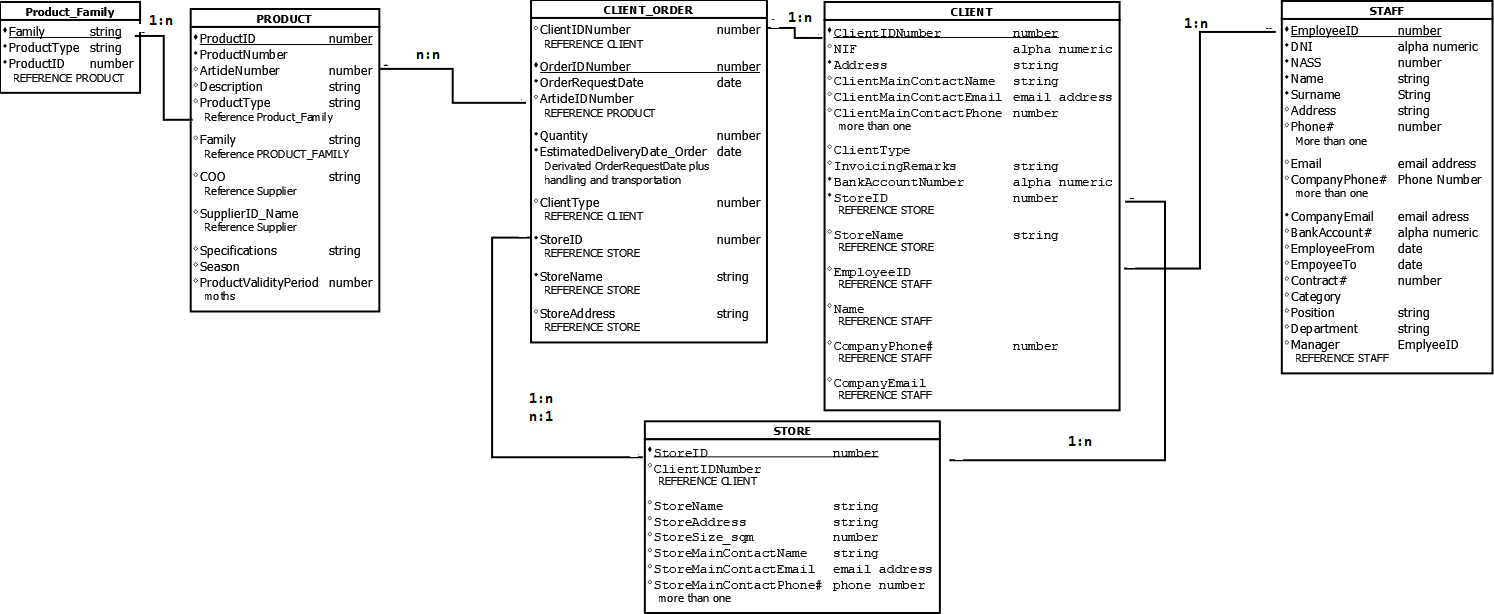 Product_Family
Family string
ProductType string
ProductID number
REFERENCE PRODUCT
1:n
PRODUCT
ProductID number
ProductNumber
ArticleNumber number
Description string
ProductType string
Reference Product_Family
Family string
Reference PRODUCT_FAMILY
COO string
Reference Supplier
SupplierID_Name
Reference Supplier
Specifications string
Season
ProductValidityPeriod number
moths
n:n
CLIENT_ORDER
ClientIDNumber number
REFERENCE CLIENT
OrderIDNumber number
OrderRequestDate date
ArticleIDNumber
REFERENCE PRODUCT
Quantity number
EstimatedDeliveryDate_Order date
Derivated OrderRequestDate plus
handling and transportation
ClientType number
REFERENCE CLIENT
StoreID number
REFERENCE STORE
StoreName string
REFERENCE STORE
StoreAddress string
REFERENCE STORE
1:n
CLIENT
ClientIDNumber number
NIF alpha numeric
Address string
ClientMainContactName string
ClientMainContactEmail email address
ClientMainContactPhone number
more than one
ClientType
InvoicingRemarks string
BankAccountNumber alpha numeric
StoreID number
REFERENCE STORE
StoreName string
REFERENCE STORE
EmployeeID
REFERENCE STAFF
Name
REFERENCE STAFF
CompanyPhone# number
REFERENCE STAFF
CompanyEmail
REFERENCE STAFF
1:n
STAFF
EmployeeID number
DNI alpha numeric
NASS number
Name string
Surname String
Address string
Phone# number
More than one
Email email address
CompanyPhone# Phone Number
more than one
CompanyEmail email adress
BankAccount# alpha numeric
EmployeeFrom date
EmpoyeeTo date
Contract# number
Category
Position string
Department string
Manager EmplyeeID
REFERENCE STAFF
1:n
n:1
STORE
StoreID number
ClientIDNumber
REFERENCE CLIENT
StoreName string
StoreAddress string
StoreSize_sqm number
StoreMainContactName string
StoreMainContactEmail email address
StoreMainContactPhone# phone number
more than one
1:n